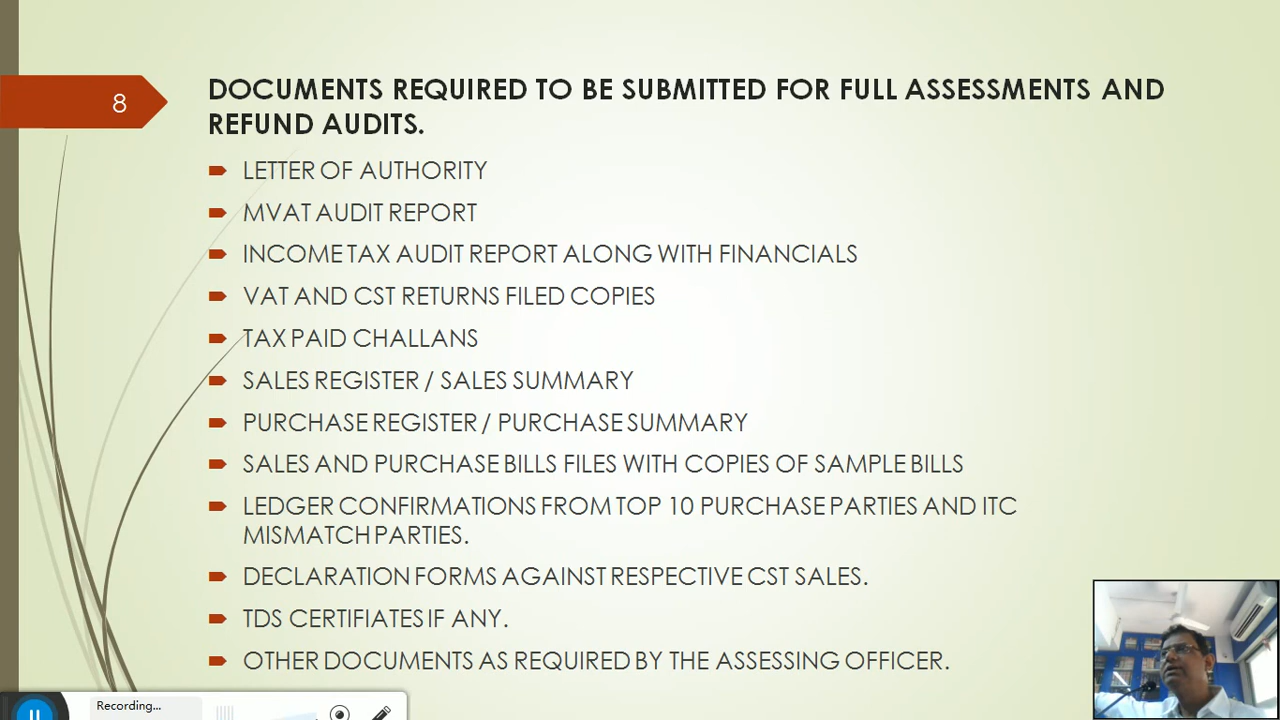 8
DOCUMENTS REQUIRED TO BE SUBMITTED FOR FULL ASSESSMENTS AND
REFUND AUDITS.
LETTER OF AUTHORITY
MVAT AUDIT REPORT
INCOME TAX AUDIT REPORT ALONG WITH FINANCIALS
VAT AND CST RETURNS FILED COPIES
TAX PAID CHALLANS
SALES REGISTER / SALES SUMMARY
PURCHASE REGISTER / PURCHASE SUMMARY
SALES AND PURCHASE BILLS FILES WITH COPIES OF SAMPLE BILLS
LEDGER CONFIRMATIONS FROM TOP 10 PURCHASE PARTIES AND ITC
MISMATCH PARTIES.
DECLARATION FORMS AGAINST RESPECTIVE CST SALES.
TDS CERTIFIATES IF ANY.
OTHER DOCUMENTS AS REQUIRED BY THE ASSESSING OFFICER.
Recording...